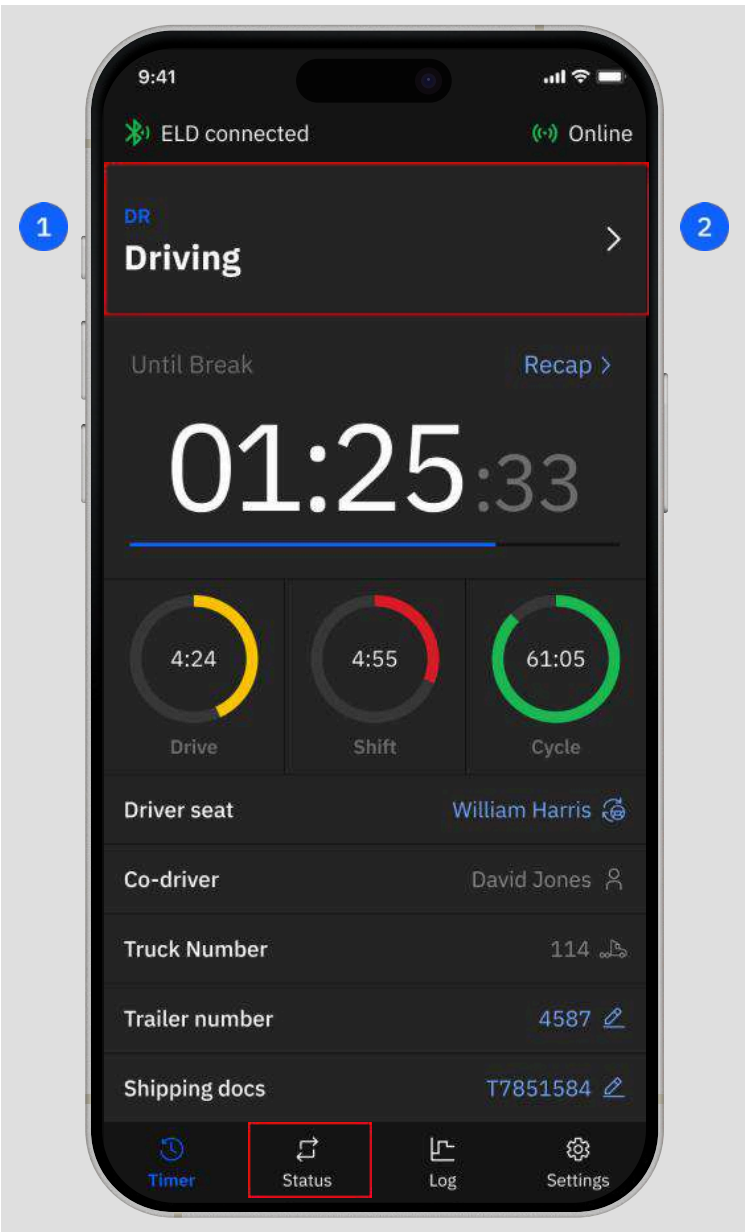 9:41
ELD connected
Online
1
DR
Driving
2
Until Break
Recap >
01:25:33
4:24
4:55
61:05
Drive
Shift
Cycle
Driver seat
William Harris
Co-driver
David Jones
Truck Number
114
Trailer number
4587
Shipping docs
T7851584
Timer
Status
Log
Settings